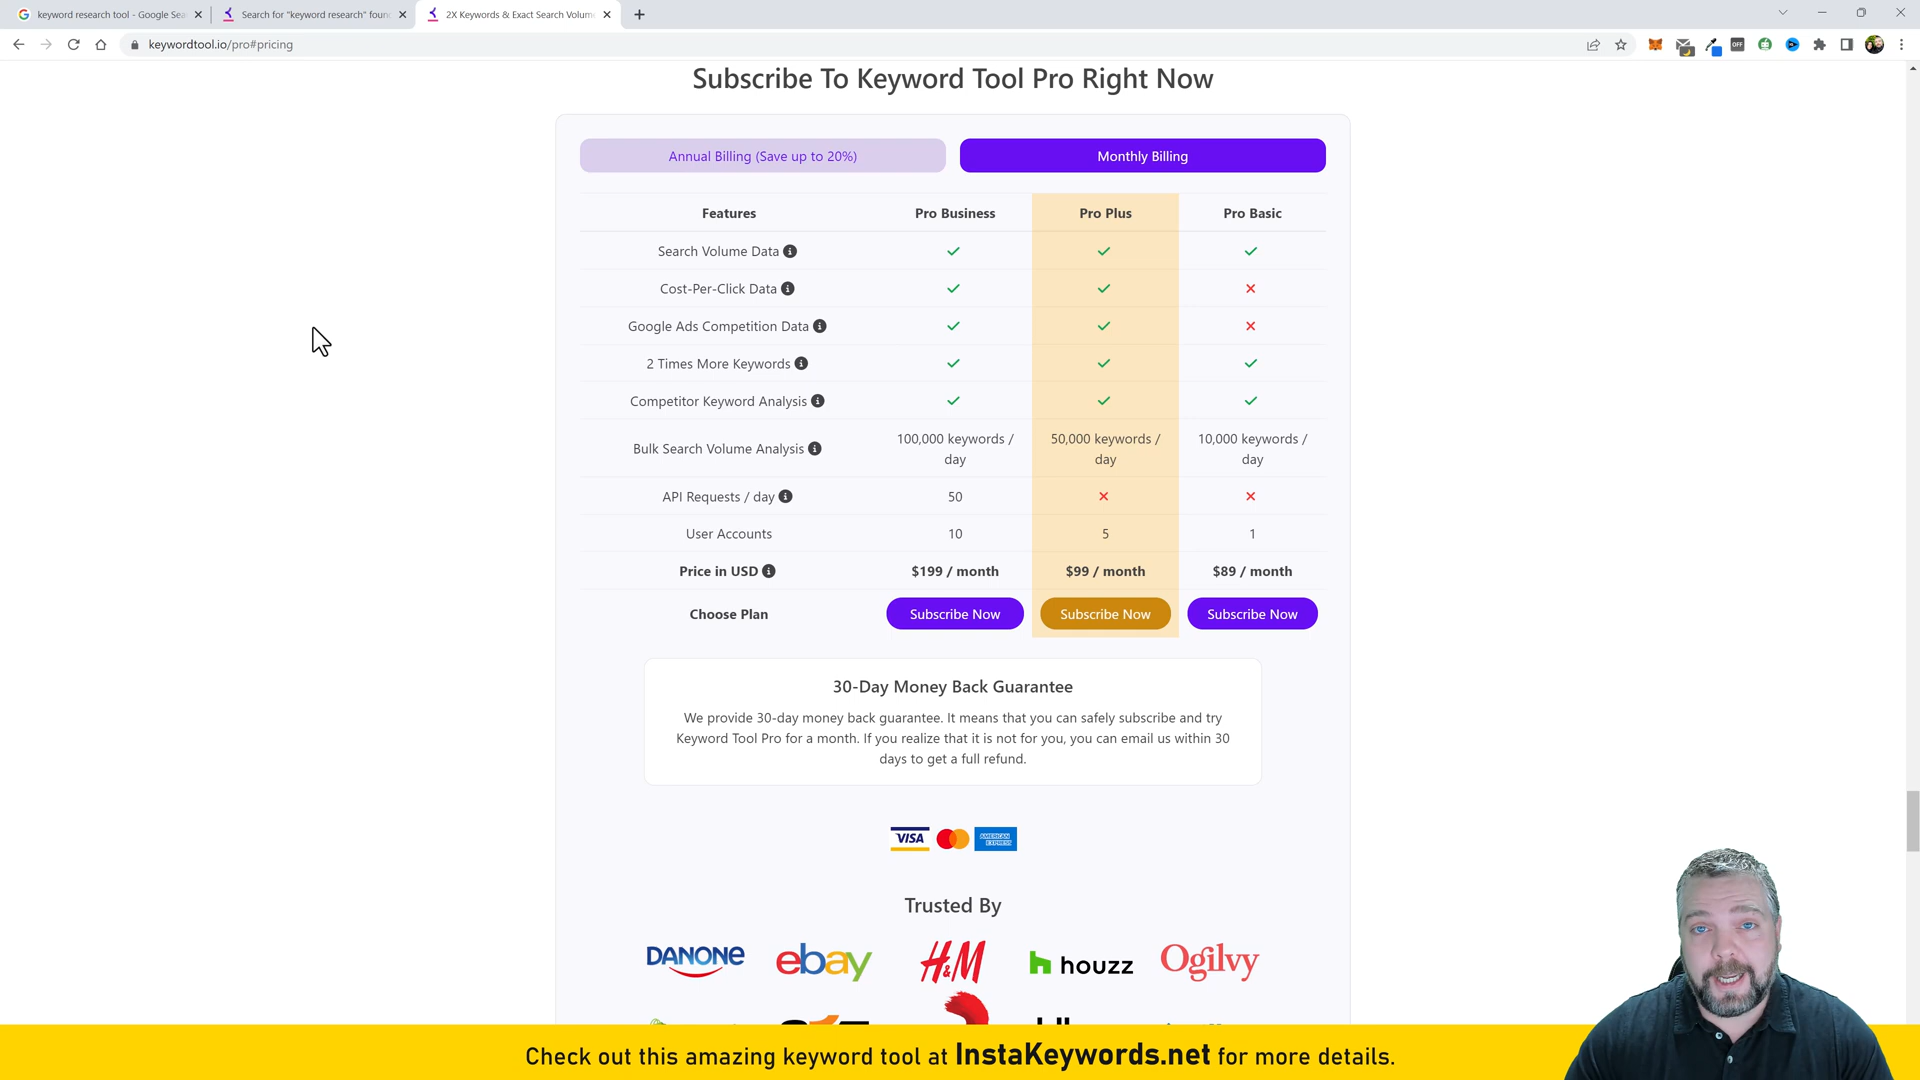 keyword research tool - Google Sea
Search for "keyword research" foun
2X Keywords & Exact Search Volum
keywordtool.io/pro#pricing
OFF
Subscribe To Keyword Tool Pro Right Now
Annual Billing (Save up to 20%)
Monthly Billing
Features Pro Business Pro Plus Pro Basic
Search Volume Data
Cost-Per-Click Data
Google Ads Competition Data
2 Times More Keywords
Competitor Keyword Analysis
Bulk Search Volume Analysis 100,000 keywords / day 50,000 keywords / day 10,000 keywords / day
API Requests / day 50
User Accounts 10 5 1
Price in USD $199 / month $99 / month $89 / month
Choose Plan Subscribe Now Subscribe Now Subscribe Now
30-Day Money Back Guarantee
We provide 30-day money back guarantee. It means that you can safely subscribe and try
Keyword Tool Pro for a month. If you realize that it is not for you, you can email us within 30
days to get a full refund.
VISA AMERICAN EXPRESS
Trusted By
DANONE ebay H&M houzz Ogilvy
Check out this amazing keyword tool at InstaKeywords.net for more details.